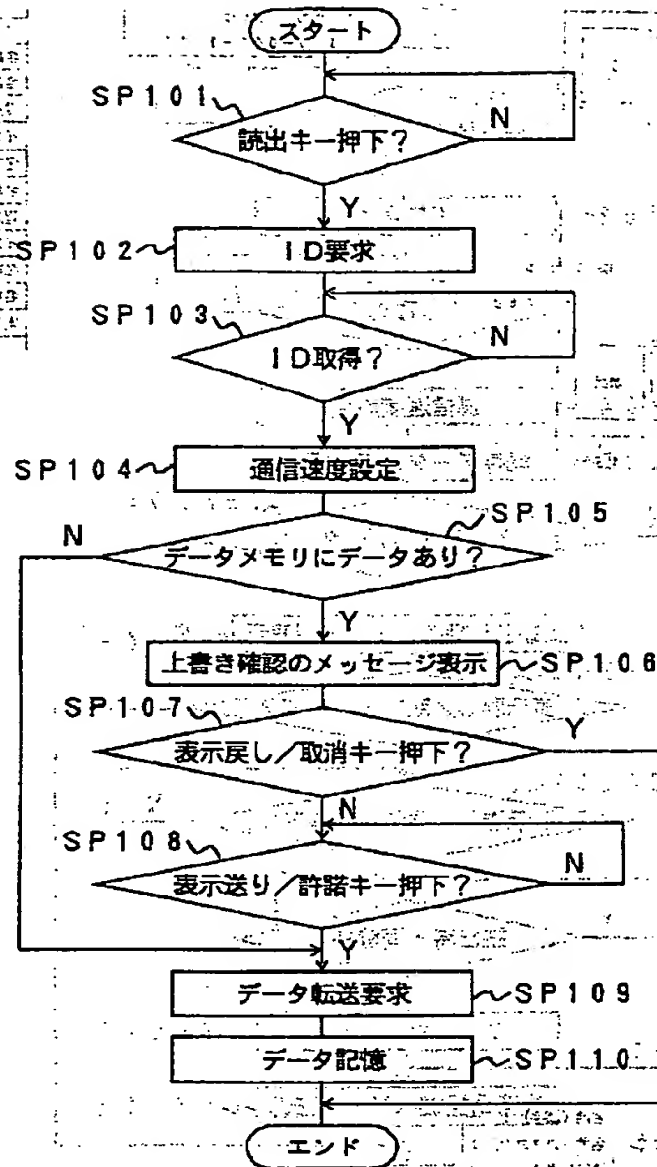 スタート
SP101
読出キー押下?
N
Y
SP102
ID要求
SP103
ID取得?
N
Y
SP104
通信速度設定
SP105
データメモリにデータあり?
N
Y
上書き確認のメッセージ表示
SP106
SP107
表示戻し/取消キー押下?
Y
N
SP108
表示送り/許諾キー押下?
N
Y
データ転送要求
SP109
データ記憶
SP110
エンド